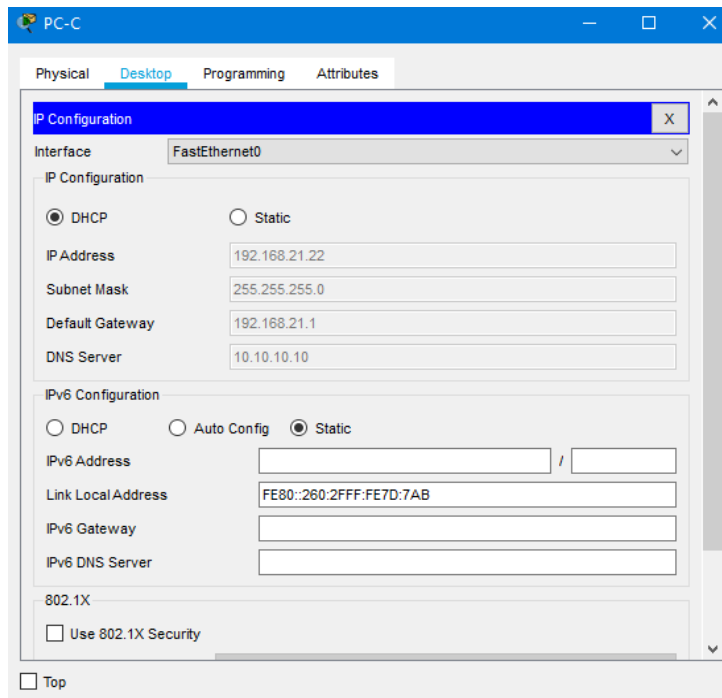 PC-C
Physical Desktop Programming Attributes
IP Configuration X
Interface FastEthernet0
IP Configuration
DHCP Static
IP Address 192.168.21.22
Subnet Mask 255.255.255.0
Default Gateway 192.168.21.1
DNS Server 10.10.10.10
IPv6 Configuration
DHCP Auto Config Static
IPv6 Address /
Link Local Address FE80::260:2FFF:FE7D:7AB
IPv6 Gateway
IPv6 DNS Server
802.1X
Use 802.1X Security
Top